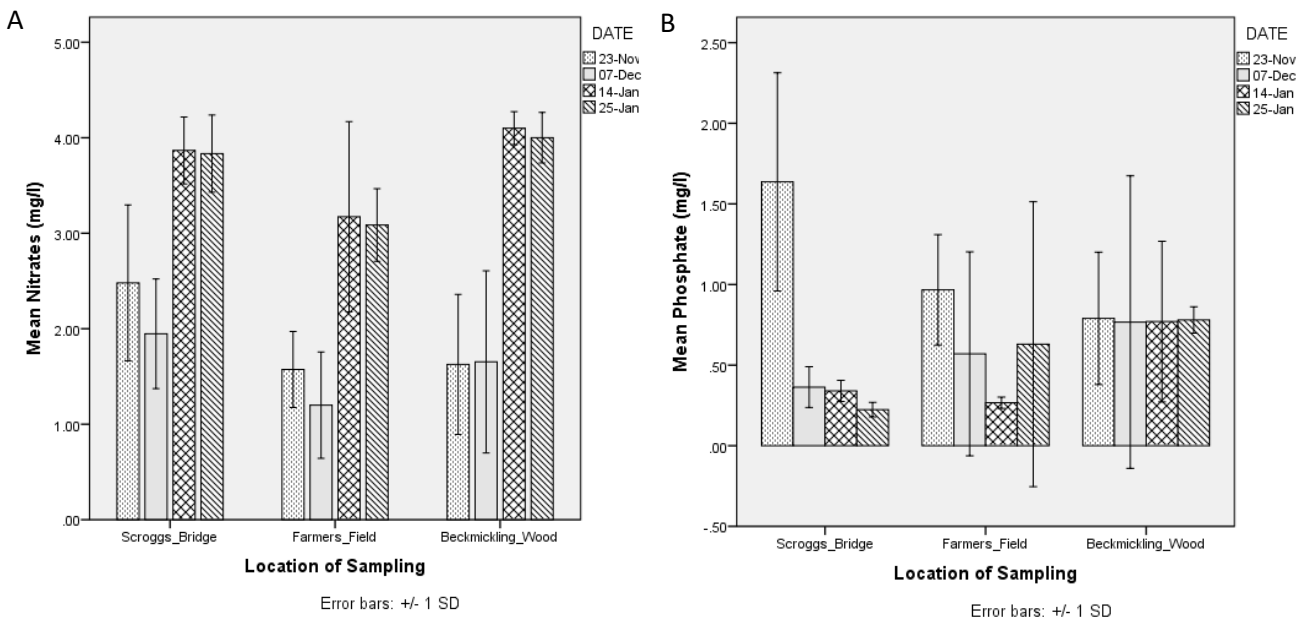 A
5.00
4.00
3.00
2.00
1.00
.00
Mean Nitrates (mg/l)
Scroggs_Bridge Farmers_Field Beckmickling_Wood
Location of Sampling
Error bars: +/- 1 SD
DATE
23-Nov
07-Dec
14-Jan
25-Jan
B
2.50
2.00
1.50
1.00
.50
.00
-.50
Mean Phosphate (mg/l)
Scroggs_Bridge Farmers_Field Beckmickling_Wood
Location of Sampling
Error bars: +/- 1 SD
DATE
23-Nov
07-Dec
14-Jan
25-Jan